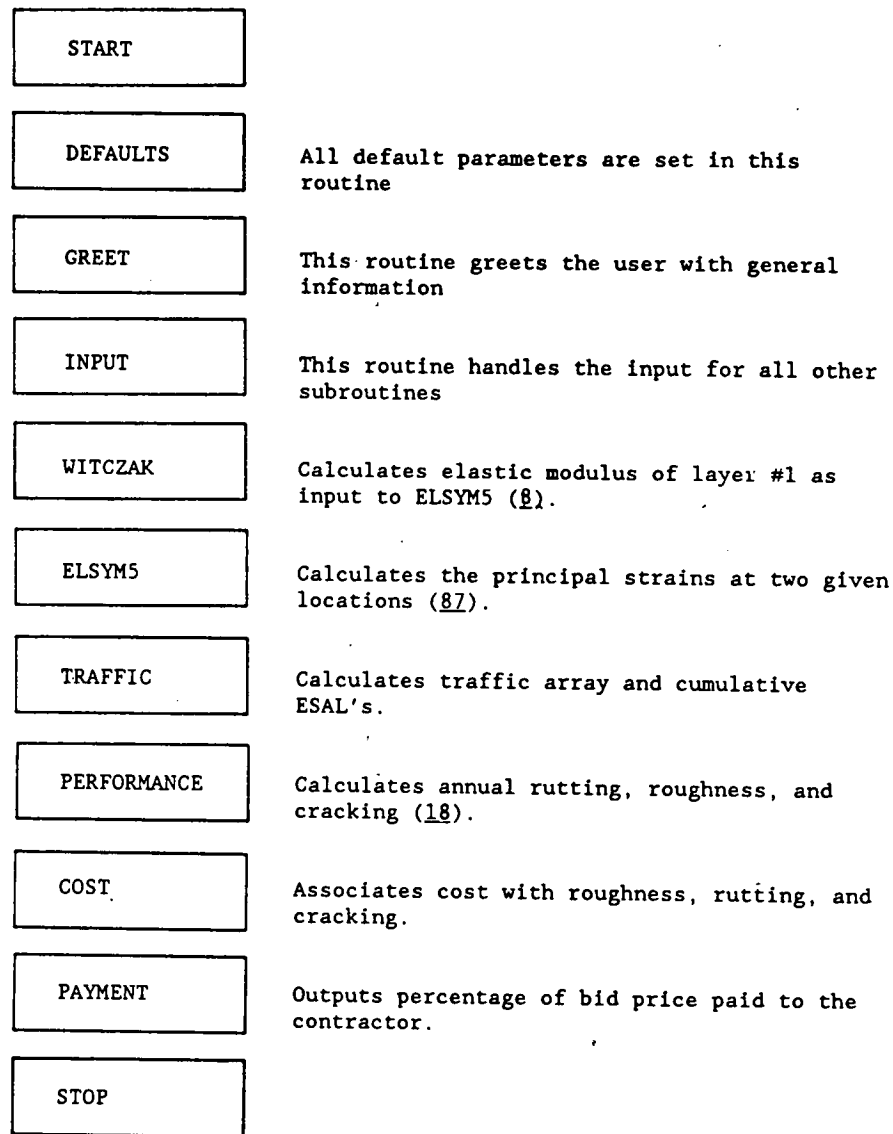 START
DEFAULTS
All default parameters are set in this
routine
GREET
This routine greets the user with general
information
INPUT
This routine handles the input for all other
subroutines
WITCZAK
Calculates elastic modulus of layer #1 as
input to ELSYM5 (8).
ELSYM5
Calculates the principal strains at two given
locations (87).
TRAFFIC
Calculates traffic array and cumulative
ESAL's.
PERFORMANCE
Calculates annual rutting, roughness, and
cracking (18).
COST
Associates cost with roughness, rutting, and
cracking.
PAYMENT
Outputs percentage of bid price paid to the
contractor.
STOP